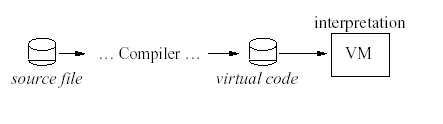 interpretation
… Compiler … VM
source file virtual code